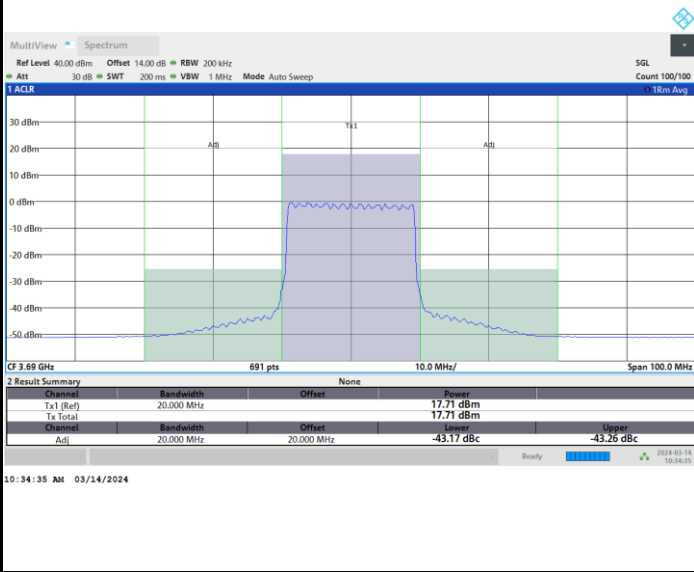 MultiView Spectrum
Ref Level 40.00 dBm Offset 14.00 dB RBW 200 kHz SGL
Att 30 dB SWT 200 ms VBW 1 MHz Mode Auto Sweep Count 100/100
1 ACLR 1Rm Avg
30 dBm
Tx1
20 dBm
Adj Adj
10 dBm
0 dBm
-10 dBm
-20 dBm
-30 dBm
-40 dBm
-50 dBm
CF 3.69 GHz 691 pts 10.0 MHz/ Span 100.0 MHz
2 Result Summary None
Channel Bandwidth Offset Power
Tx1 (Ref) 20.000 MHz 17.71 dBm
Tx Total 17.71 dBm
Channel Bandwidth Offset Lower Upper
Adj 20.000 MHz 20.000 MHz -43.17 dBc -43.26 dBc
Ready 2024-03-14
10:34:35
10:34:35 AM 03/14/2024